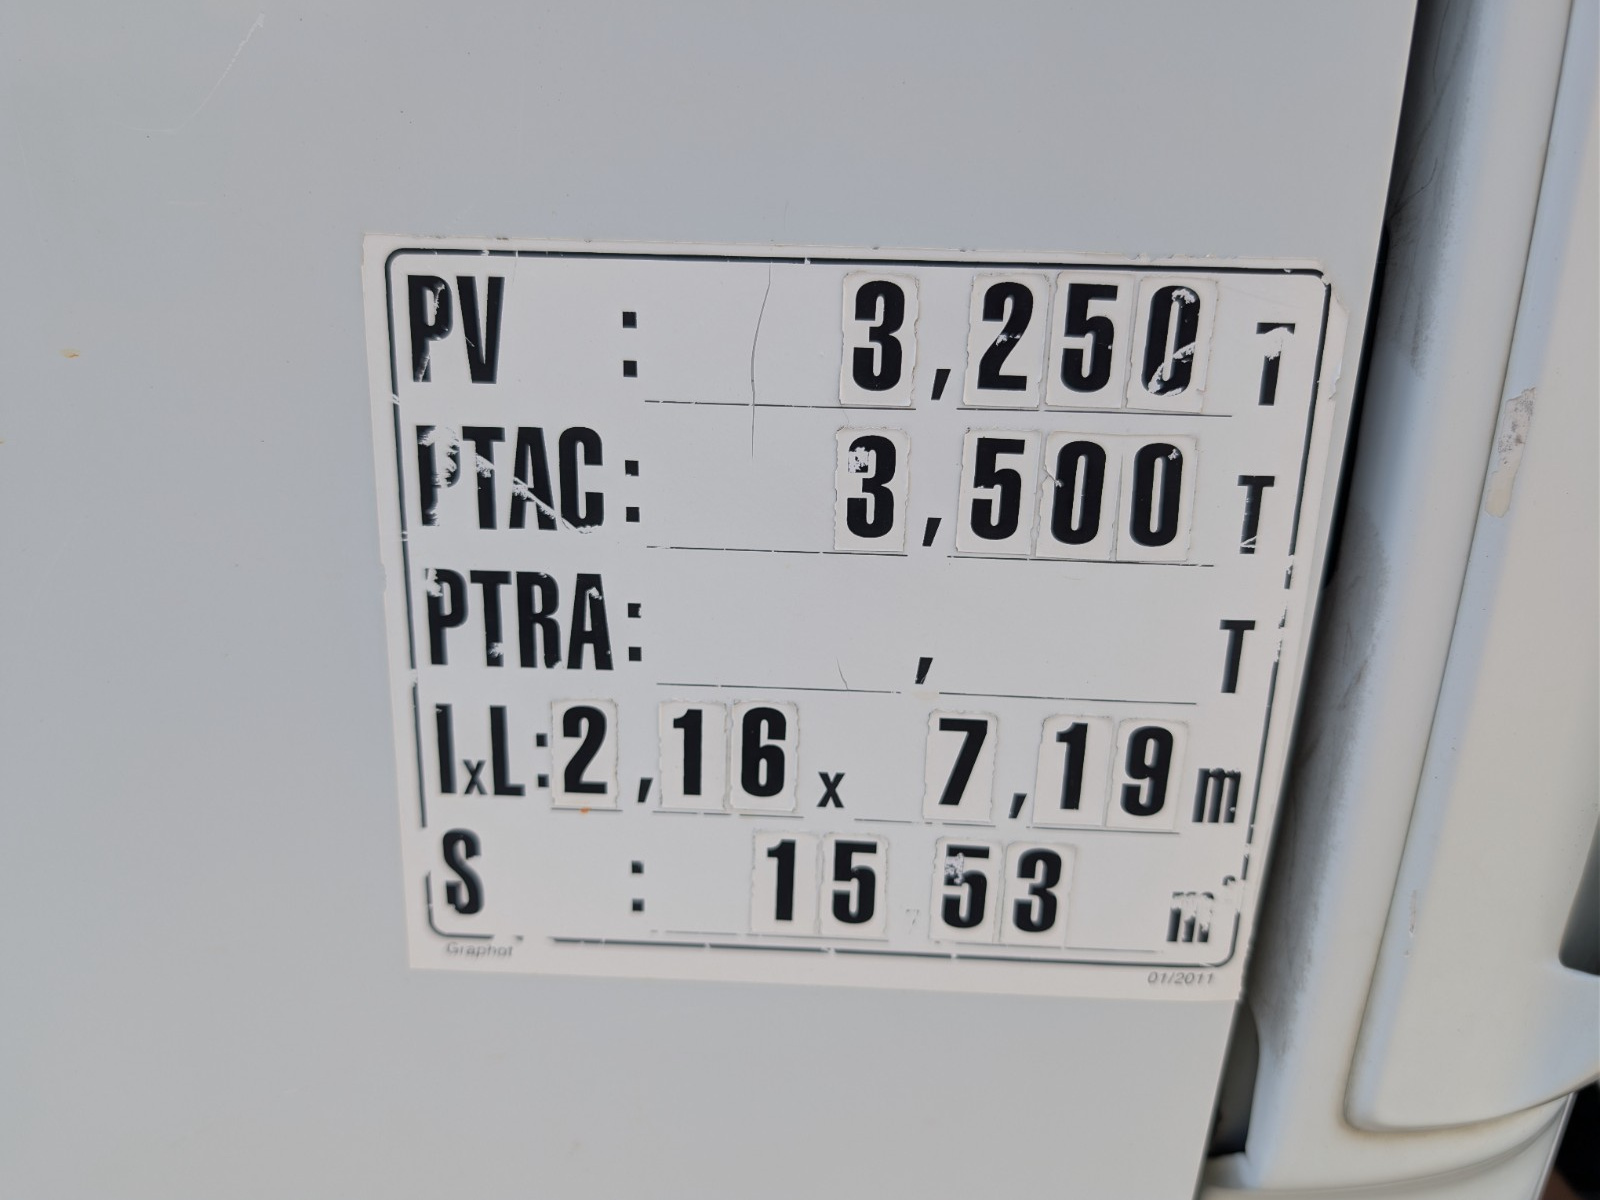 PV : 3,250 T
PTAC: 3,500 T
PTRA: , T
lxL:2,16 x 7,19 m
S : 15,53 m²
Graphot
01/2011